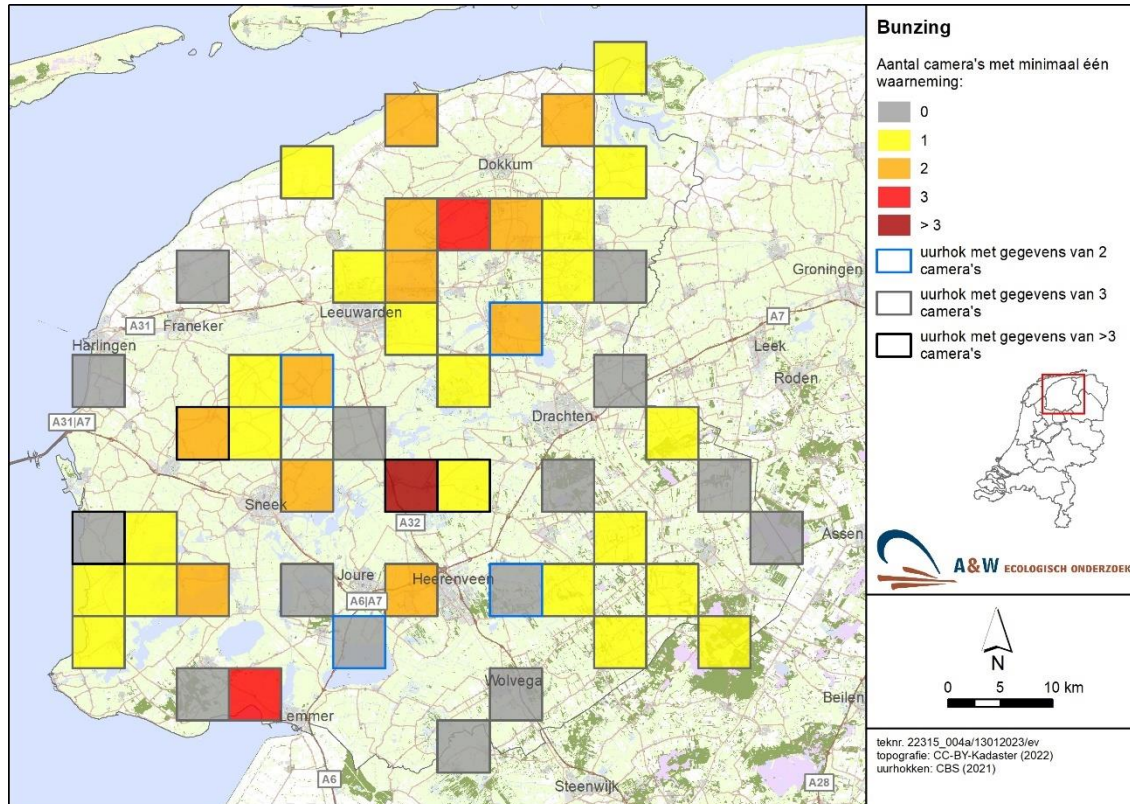 Dokkum
Groningen
Leeuwarden
A31
Franeker
Harlingen
A7
Leek
Roden
Drachten
A31|A7
Sneek
A32
Assen
Joure
Heerenveen
A6|A7
Wolvega
Lemmer
Beilen
A6
Steenwijk
A28
Bunzing
Aantal camera's met minimaal één
waarneming:
0
1
2
3
> 3
uurhok met gegevens van 2
camera's
uurhok met gegevens van 3
camera's
uurhok met gegevens van >3
camera's
A&W ECOLOGISCH ONDERZOEK
N
0 5 10 km
teknr. 22315_004a/13012023/ev
topografie: CC-BY-Kadaster (2022)
uurhokken: CBS (2021)